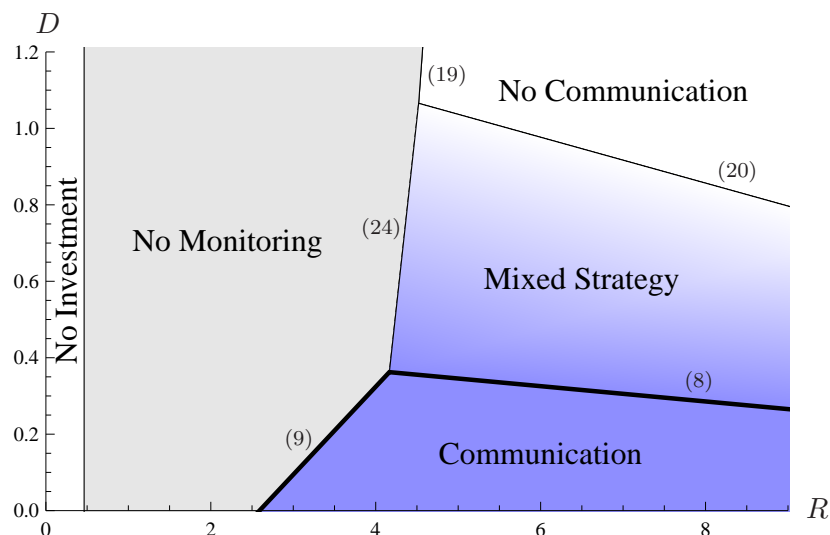 D
1.2
(19)
No Communication
1.0
(20)
0.8
(24)
No Monitoring
Mixed Strategy
0.6
No Investment
0.4
(8)
0.2
(9)
Communication
0.0
R
0
2
4
6
8